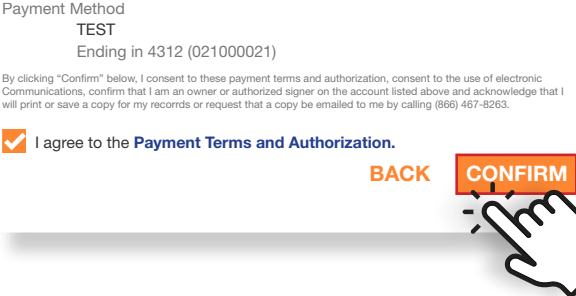 Payment Method
TEST
Ending in 4312 (021000021)
By clicking “Confirm” below, I consent to these payment terms and authorization, consent to the use of electronic
Communications, confirm that I am an owner or authorized signer on the account listed above and acknowledge that I
will print or save a copy for my recorrds or request that a copy be emailed to me by calling (866) 467-8263.
I agree to the Payment Terms and Authorization.
BACK CONFIRM